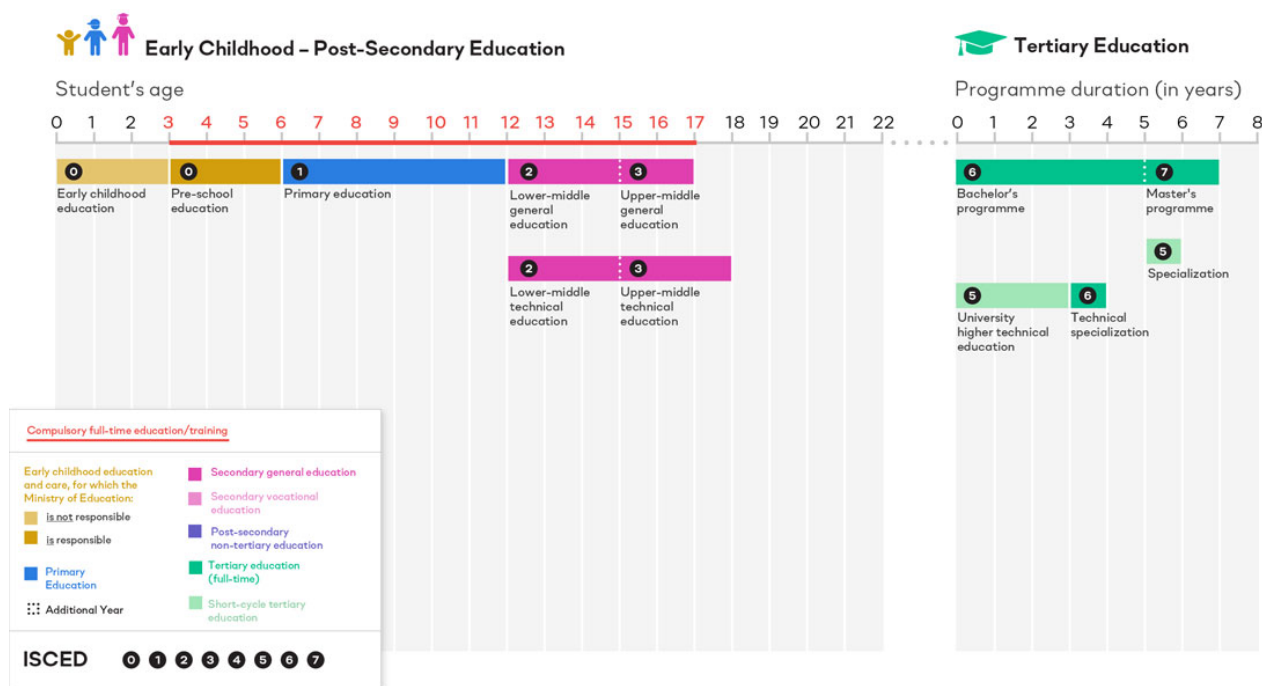 Early Childhood – Post-Secondary Education
Student's age
0 1 2 3 4 5 6 7 8 9 10 11 12 13 14 15 16 17 18 19 20 21 22
0
Early childhood
education
0
Pre-school
education
1
Primary education
2
Lower-middle
general
education
3
Upper-middle
general
education
2
Lower-middle
technical
education
3
Upper-middle
technical
education
Tertiary Education
Programme duration (in years)
0 1 2 3 4 5 6 7 8
6
Bachelor's
programme
7
Master's
programme
5
Specialization
5
University
higher technical
education
6
Technical
specialization
Compulsory full-time education/training
Early childhood education
and care, for which the
Ministry of Education:
is not responsible
is responsible
Primary
Education
Additional Year
Secondary general education
Secondary vocational
education
Post-secondary
non-tertiary education
Tertiary education
(full-time)
Short-cycle tertiary
education
ISCED 0 1 2 3 4 5 6 7